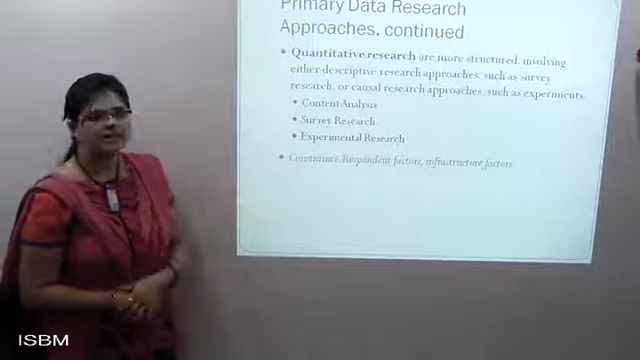 Primary Data Research
Approaches, continued
• Quantitative research are more structured, involving
either descriptive research approaches, such as survey
research, or causal research approaches, such as experiments.
• Content Analysis
• Survey Research
• Experimental Research
• Constraints: Respondent factors, infrastructure factors
ISBM